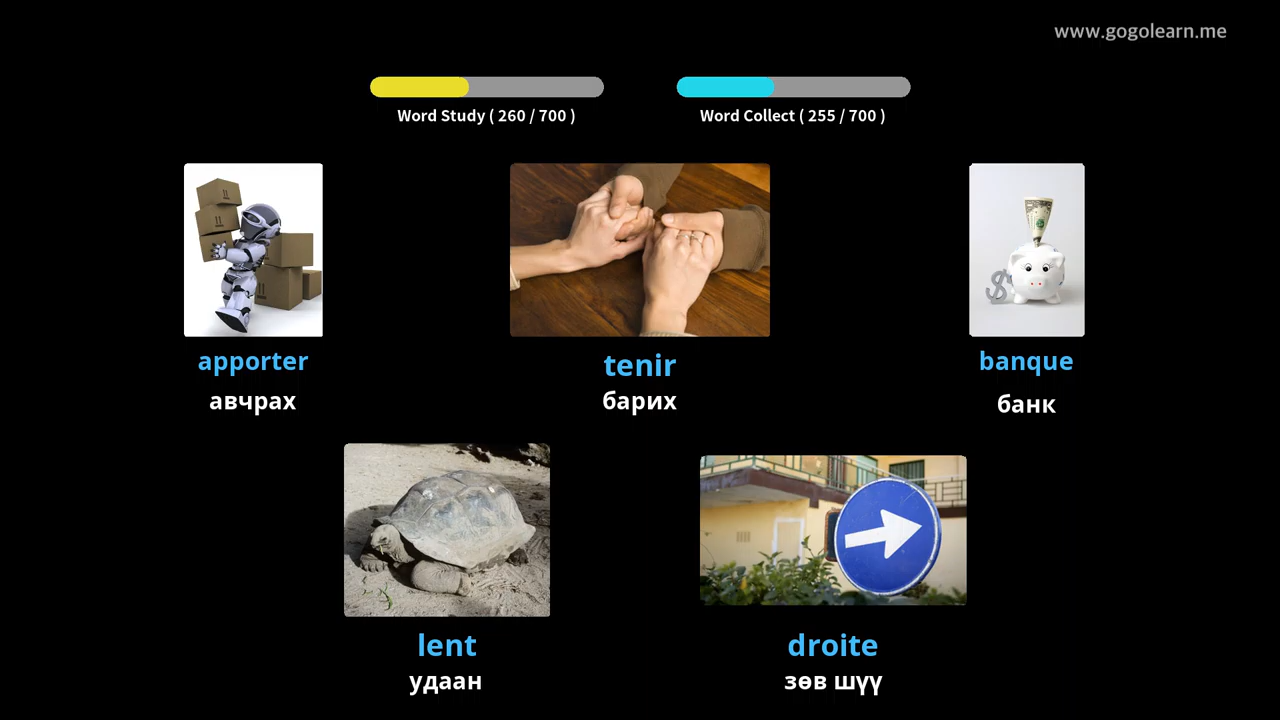 www.gogolearn.me
Word Study ( 260 / 700 )
Word Collect ( 255 / 700 )
apporter
авчрах
tenir
барих
banque
банк
lent
удаан
droite
зөв шүү